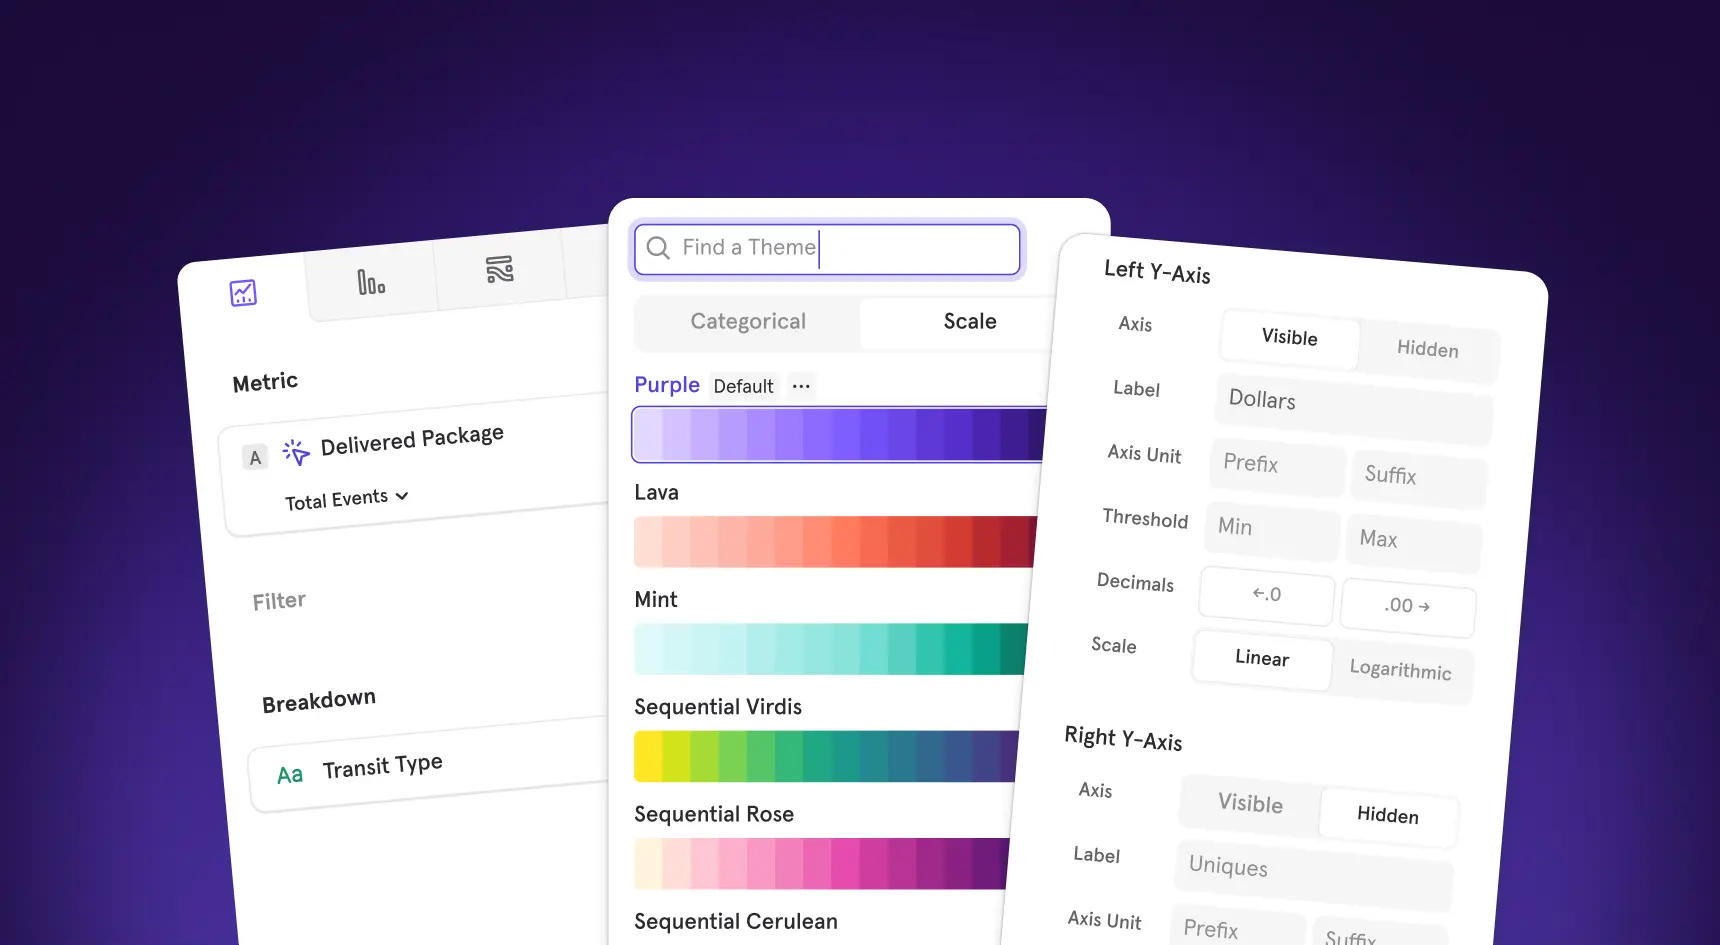 Metric
A Delivered Package
Total Events
Filter
Breakdown
Aa Transit Type
Find a Theme
Categorical Scale
Purple Default ...
Lava
Mint
Sequential Virdis
Sequential Rose
Sequential Cerulean
Left Y-Axis
Axis Visible Hidden
Label Dollars
Axis Unit Prefix Suffix
Threshold Min Max
Decimals ←.0 .00→
Scale Linear Logarithmic
Right Y-Axis
Axis Visible Hidden
Label Uniques
Axis Unit Prefix Suffix